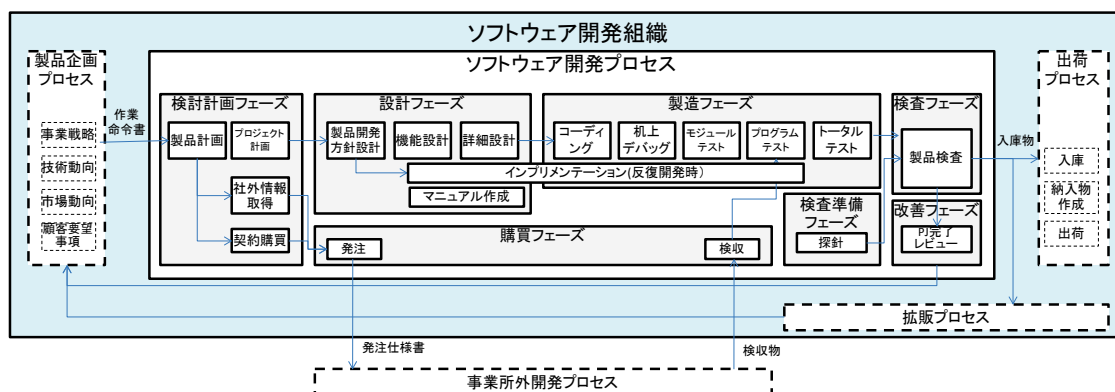 ソフトウェア開発組織
製品企画
プロセス
事業戦略
技術動向
市場動向
顧客要望
事項
作業
命令書
ソフトウェア開発プロセス
検討計画フェーズ
製品計画
プロジェクト
計画
社外情報
取得
契約購買
設計フェーズ
製品開発
方針設計
機能設計
詳細設計
インプリメンテーション(反復開発時)
マニュアル作成
製造フェーズ
コーディ
ング
机上
デバッグ
モジュール
テスト
プログラム
テスト
トータル
テスト
購買フェーズ
発注
検収
検査準備
フェーズ
探針
検査フェーズ
製品検査
改善フェーズ
PJ完了
レビュー
入庫物
出荷
プロセス
入庫
納入物
作成
出荷
拡販プロセス
発注仕様書
検収物
事業所外開発プロセス